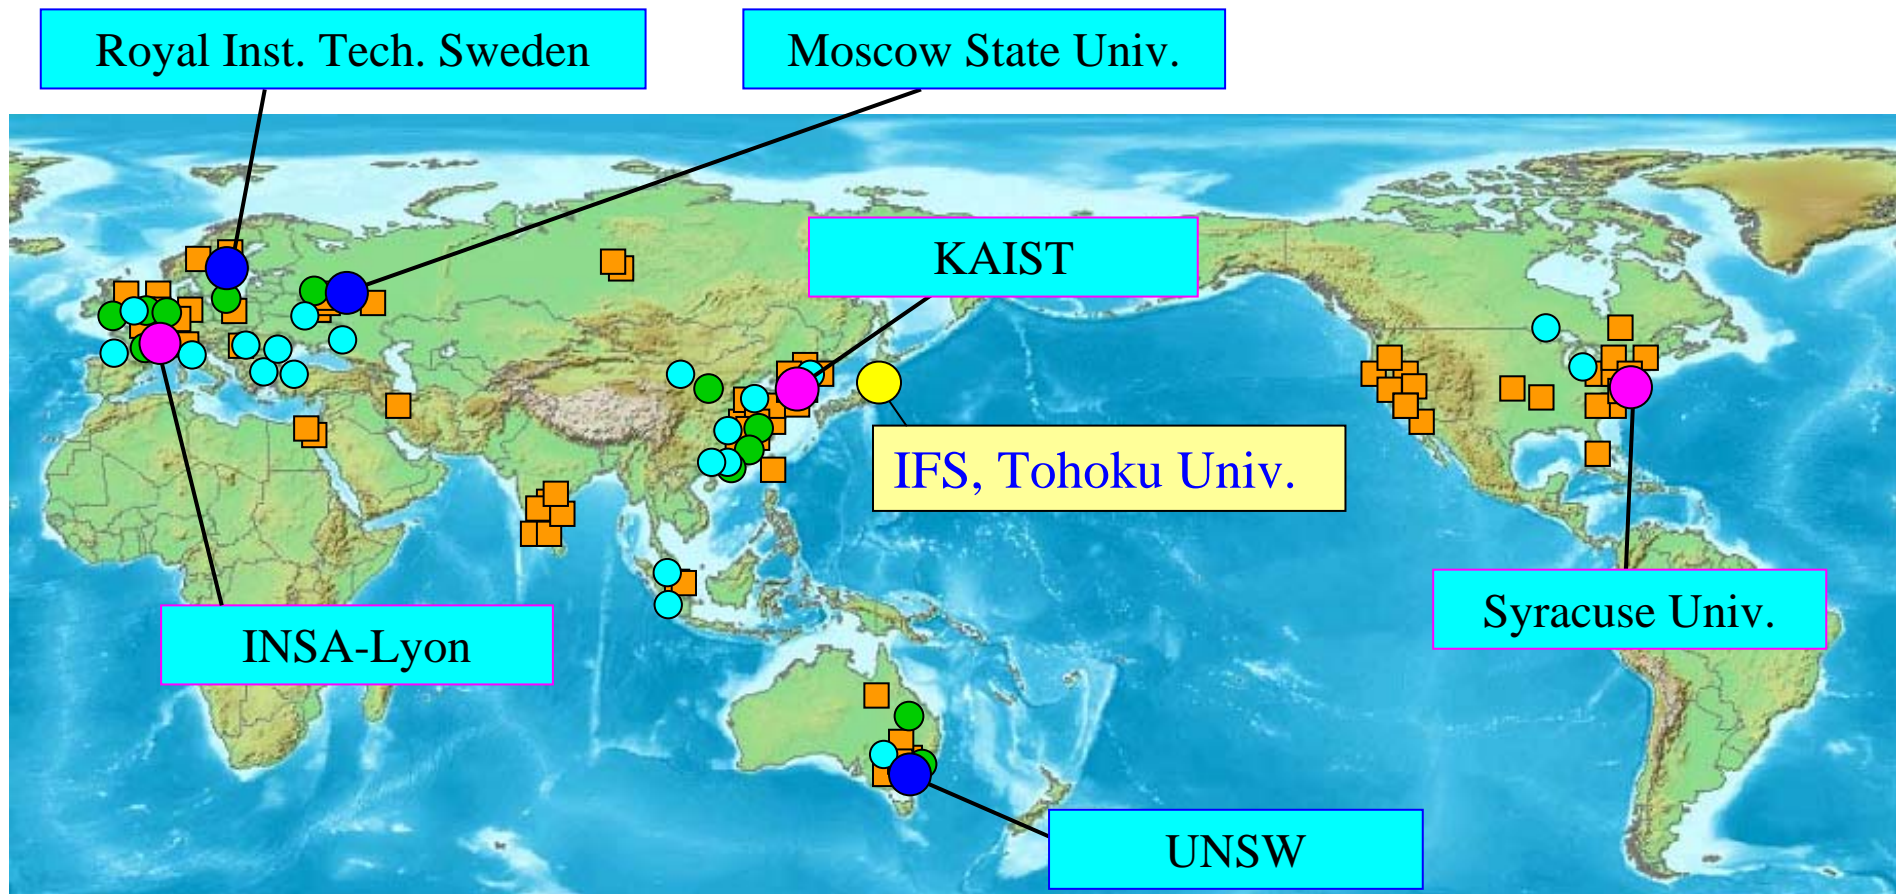 Royal Inst. Tech. Sweden
Moscow State Univ.
KAIST
IFS, Tohoku Univ.
INSA-Lyon
Syracuse Univ.
UNSW